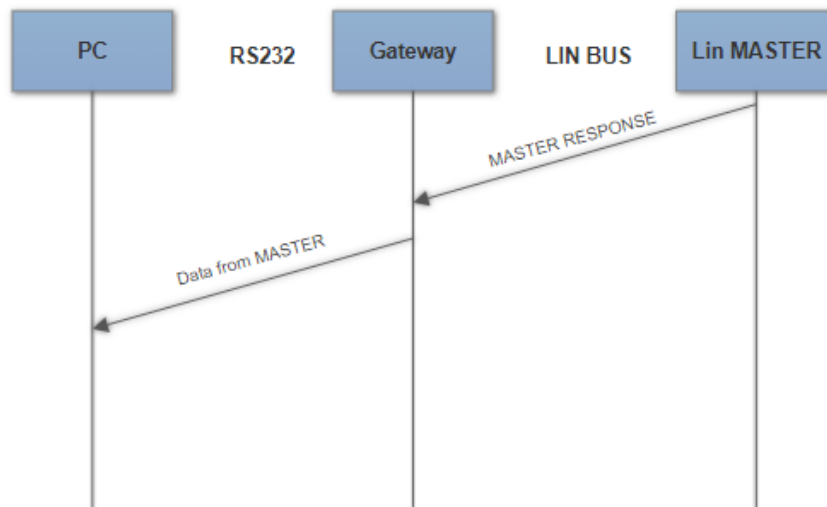 PC
RS232
Gateway
LIN BUS
Lin MASTER
MASTER RESPONSE
Data from MASTER